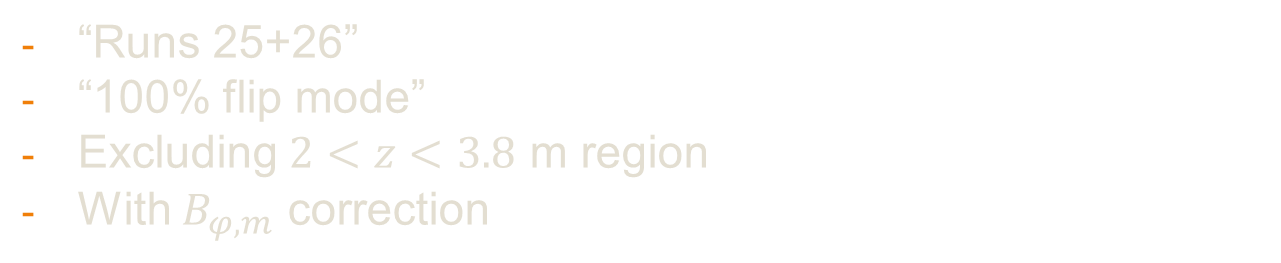 - “Runs 25+26”
- “100% flip mode”
- Excluding 2 < z < 3.8 m region
- With B_{φ,m} correction